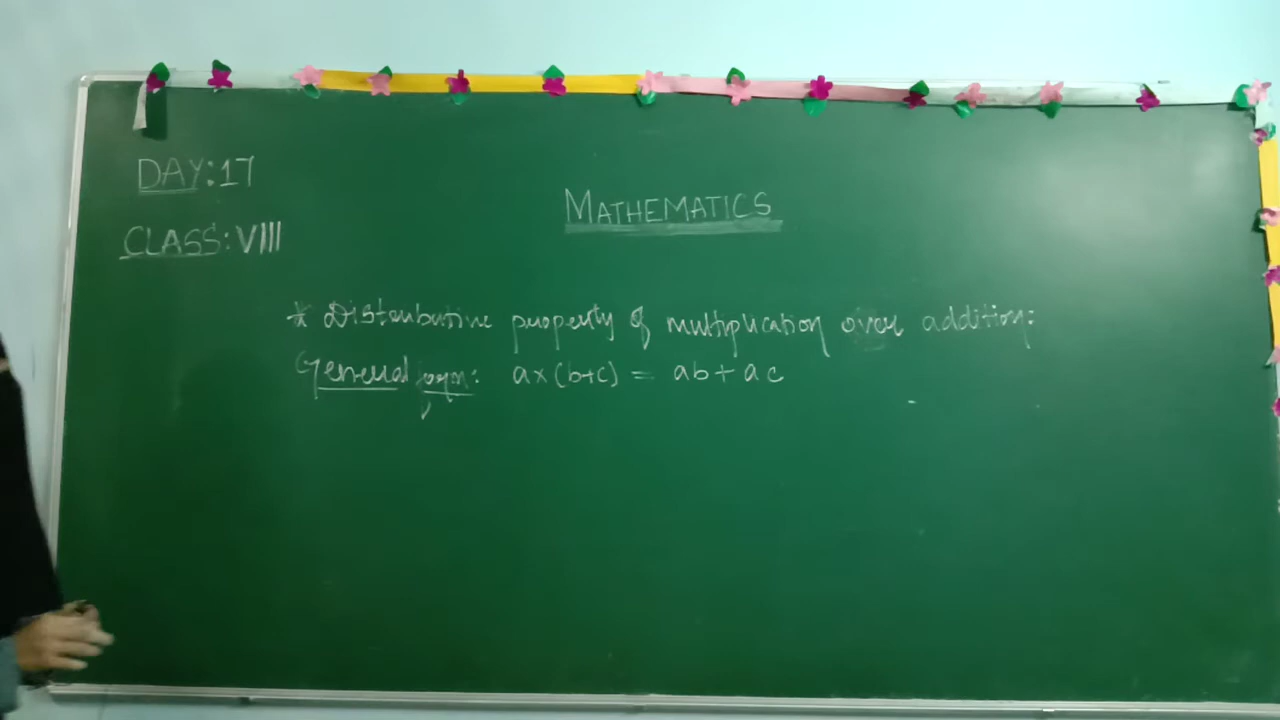 DAY:17
MATHEMATICS
CLASS:VIII
* Distributive property of multiplication over addition:
General form: a×(b+c) = ab + ac